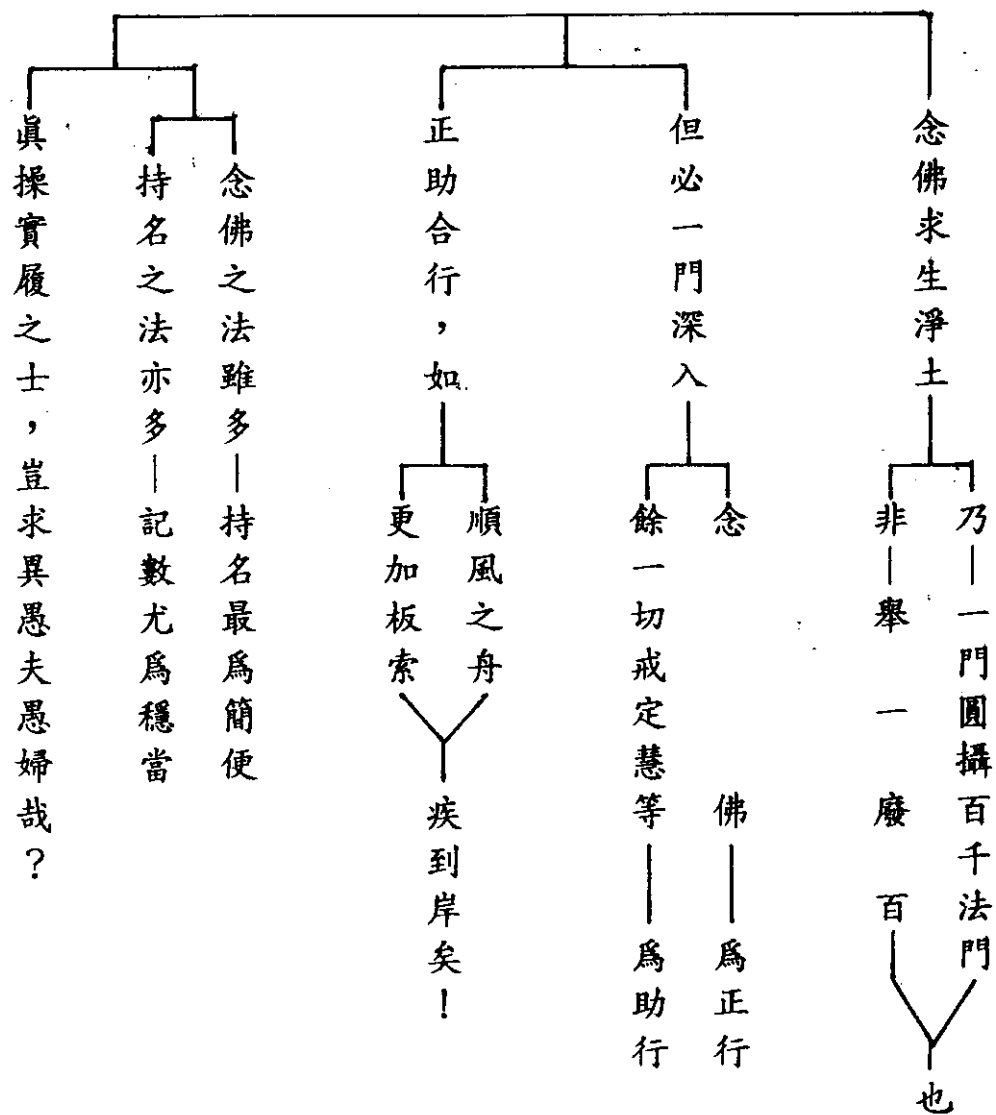 念佛求生淨土
乃一門圓攝百千法門
非舉一廢百
也
但必一門深入
念佛為正行
餘一切戒定慧等為助行
正助合行，如
順風之舟
更加板索
疾到岸矣！
念佛之法雖多—持名最為簡便
持名之法亦多—記數尤為穩當
眞操實履之士，豈求異愚夫愚婦哉？